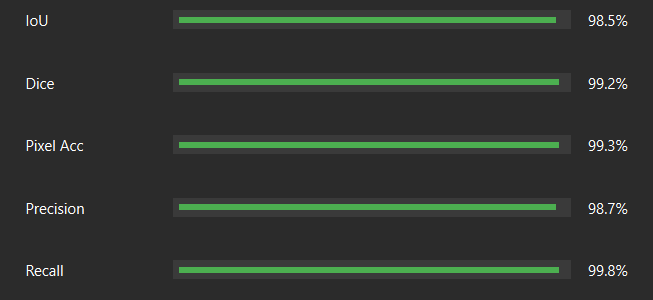 IoU 98.5%
Dice 99.2%
Pixel Acc 99.3%
Precision 98.7%
Recall 99.8%